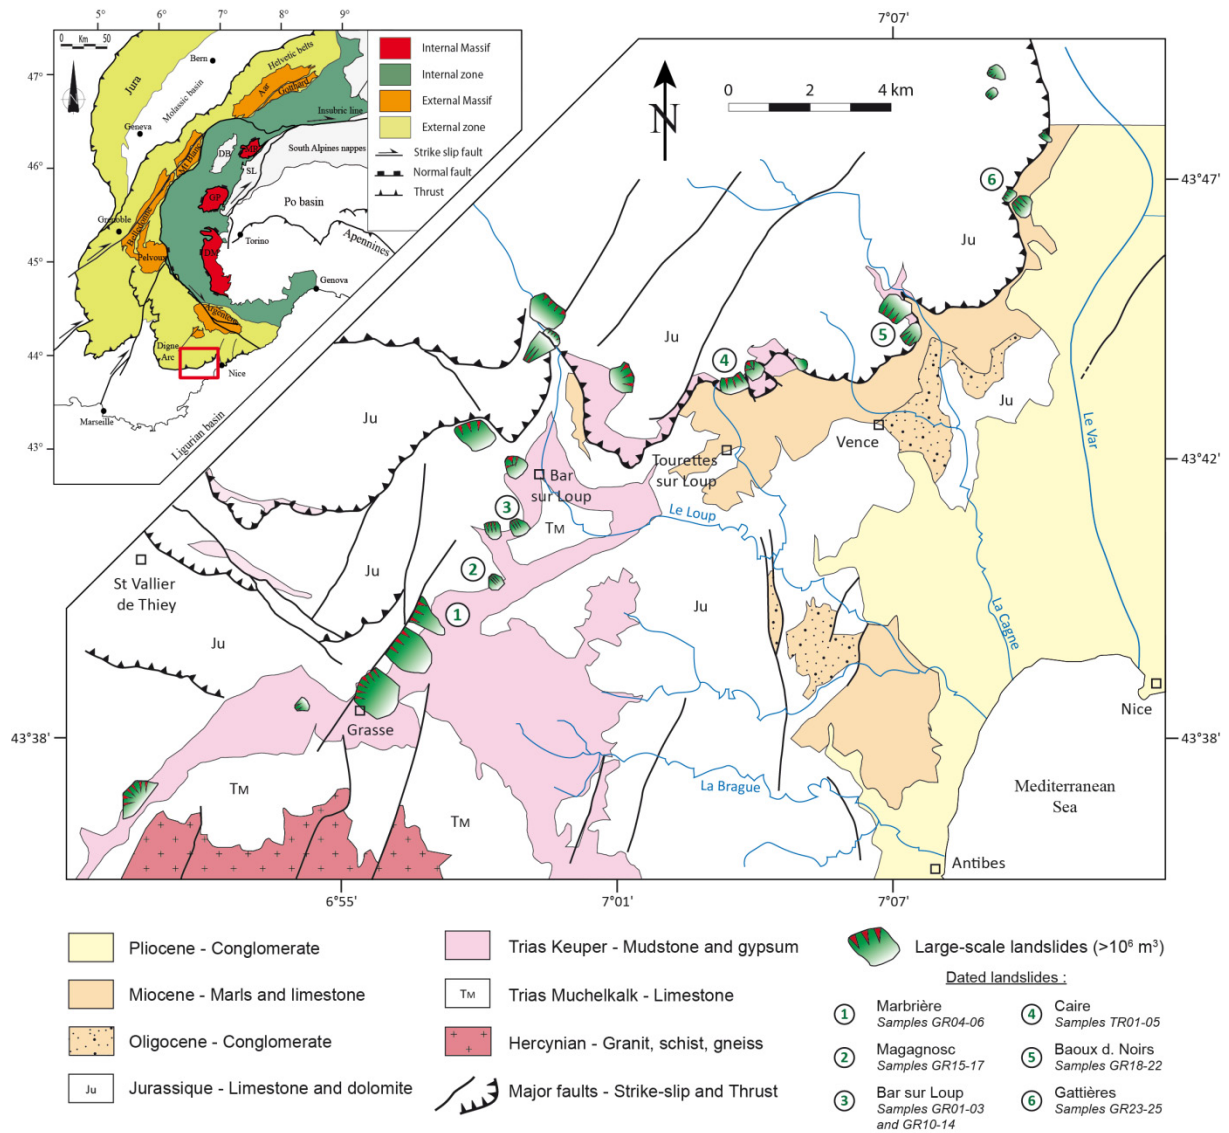 5°
6°
7°
8°
9°
0 Km 50
47°
46°
45°
44°
43°
N
Jura
Bern
Molassic basin
Helvetic belts
Aar
Gothard
Geneva
Insubric line
Mt Blanc
DB
MR
SL
South Alpines nappes
GP
Po basin
Grenoble
Belledonne
Pelvoux
DM
Torino
Apennines
Genova
Argentera
Digne
Arc
Nice
Marseille
Ligurian basin
Internal Massif
Internal zone
External Massif
External zone
Strike slip fault
Normal fault
Thrust
7°07'
N
0 2 4 km
43°47'
43°42'
43°38'
43°38'
6
Ju
5
4
Ju
Ju
Ju
Le Var
Vence
Tourettes
sur Loup
Bar
sur Loup
3
TM
Le Loup
2
St Vallier
de Thiey
Ju
Ju
1
Ju
La Cagne
Grasse
Nice
TM
TM
La Brague
Mediterranean
Sea
Antibes
6°55'
7°01'
7°07'
Pliocene - Conglomerate
Miocene - Marls and limestone
Oligocene - Conglomerate
Ju Jurassique - Limestone and dolomite
Trias Keuper - Mudstone and gypsum
TM Trias Muchelkalk - Limestone
Hercynian - Granit, schist, gneiss
Major faults - Strike-slip and Thrust
Large-scale landslides (>10⁶ m³)
Dated landslides :
1 Marbrière
Samples GR04-06
2 Magagnosc
Samples GR15-17
3 Bar sur Loup
Samples GR01-03
and GR10-14
4 Caire
Samples TR01-05
5 Baoux d. Noirs
Samples GR18-22
6 Gattières
Samples GR23-25